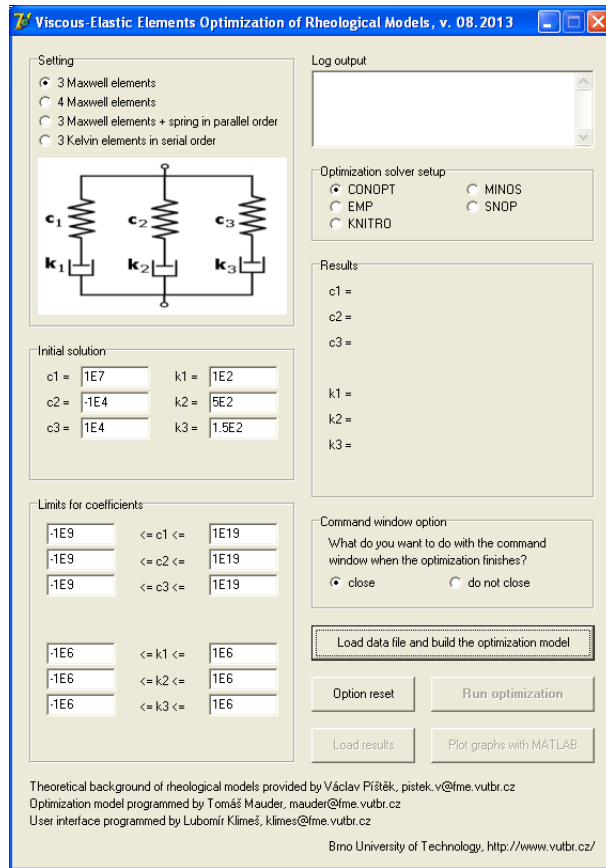 Viscous-Elastic Elements Optimization of Rheological Models, v. 08.2013
Setting
3 Maxwell elements
4 Maxwell elements
3 Maxwell elements + spring in parallel order
3 Kelvin elements in serial order
c1 c2 c3
k1 k2 k3
Initial solution
c1 = 1E7 k1 = 1E2
c2 = -1E4 k2 = 5E2
c3 = 1E4 k3 = 1.5E2
Limits for coefficients
-1E9 <= c1 <= 1E19
-1E9 <= c2 <= 1E19
-1E9 <= c3 <= 1E19
-1E6 <= k1 <= 1E6
-1E6 <= k2 <= 1E6
-1E6 <= k3 <= 1E6
Log output
Optimization solver setup
CONOPT MINOS
EMP SNOP
KNITRO
Results
c1 =
c2 =
c3 =
k1 =
k2 =
k3 =
Command window option
What do you want to do with the command
window when the optimization finishes?
close do not close
Load data file and build the optimization model
Option reset Run optimization
Load results Plot graphs with MATLAB
Theoretical background of rheological models provided by Václav Píštěk, pistek.v@fme.vutbr.cz
Optimization model programmed by Tomáš Mauder, mauder@fme.vutbr.cz
User interface programmed by Lubomír Klimeš, klimes@fme.vutbr.cz
Brno University of Technology, http://www.vutbr.cz/